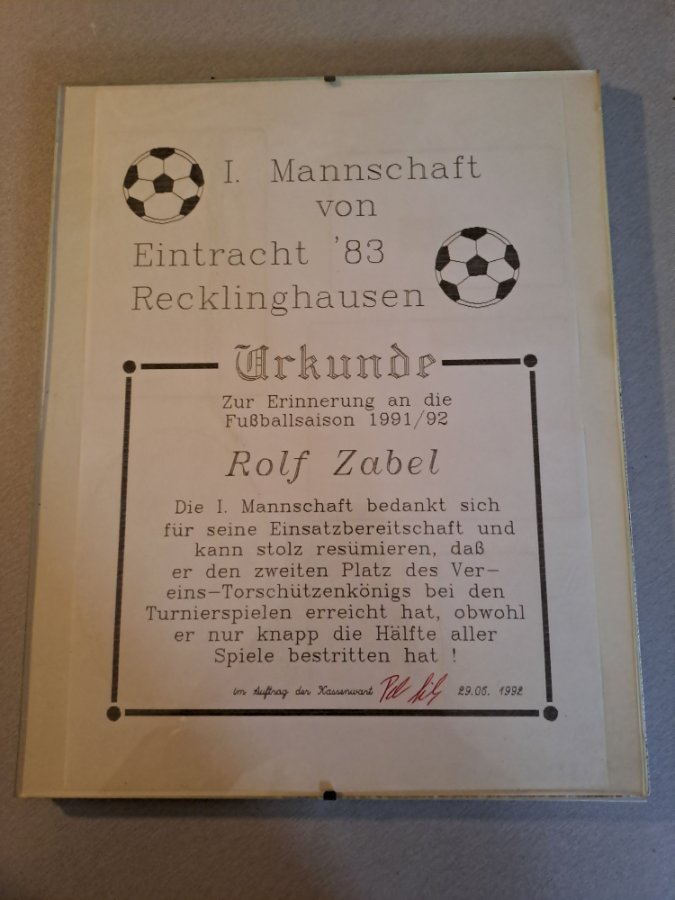 I. Mannschaft
von
Eintracht '83
Recklinghausen
Urkunde
Zur Erinnerung an die
Fußballsaison 1991/92
Rolf Zabel
Die I. Mannschaft bedankt sich
für seine Einsatzbereitschaft und
kann stolz resümieren, daß
er den zweiten Platz des Ver-
eins-Torschützenkönigs bei den
Turnierspielen erreicht hat, obwohl
er nur knapp die Hälfte aller
Spiele bestritten hat !
im Auftrag der Kassenwart 29.06. 1992